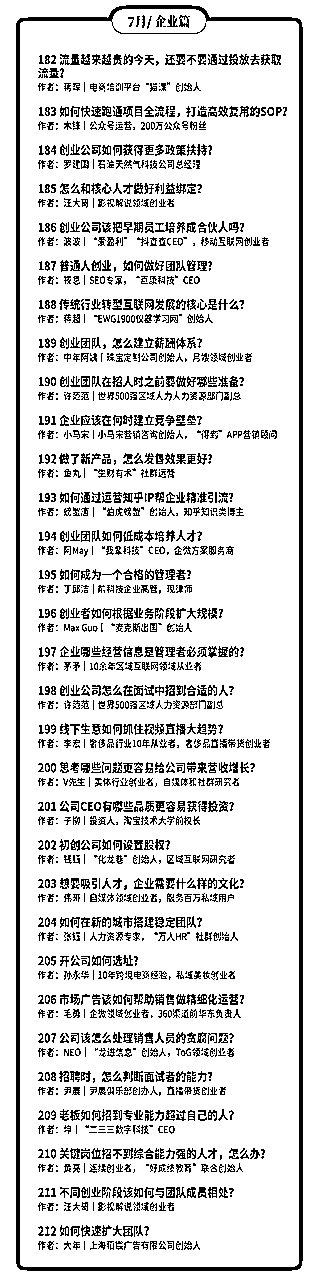 7月/ 企业篇
182 流量越来越贵的今天，还要不要通过投放去获取
流量？
作者：蒋晖｜电商培训平台“猫课”创始人
183 如何快速跑通项目全流程，打造高效复用的SOP？
作者：木锋｜公众号运营，200万公众号粉丝
184 创业公司如何获得更多政策扶持？
作者：罗建国｜石油天然气科技公司总经理
185 怎么和核心人才做好利益绑定？
作者：汪大明｜影视解说领域创业者
186 创业公司该把早期员工培养成合伙人吗？
作者：波波｜“聚盈利”“抖查查CEO”，移动互联网创业者
187 普通人创业，如何做好团队管理？
作者：夜息｜SEO专家，“百录科技”CEO
188 传统行业转型互联网发展的核心是什么？
作者：蒋超｜“EWG1990仪器学习网”创始人
189 创业团队，怎么建立薪酬体系？
作者：中年阿姨｜珠宝定制公司创始人，月嫂领域创业者
190 创业团队在招人时之前要做好哪些准备？
作者：许范范｜世界500强区域人力人力资源部门副总
191 企业应该在何时建立竞争壁垒？
作者：小马宋｜小马宋营销咨询创始人，“得到”APP营销顾问
192 做了新产品，怎么发售效果更好？
作者：鱼丸｜“生财有术”社群运营
193 如何通过运营知乎IP帮企业精准引流？
作者：螃蟹酒｜“伯虎螃蟹”创始人，知乎知识类博主
194 创业团队如何低成本培养人才？
作者：阿May｜“我辈科技”CEO，企微方案服务商
195 如何成为一个合格的管理者？
作者：丁邱洁｜前科技企业高管，现律师
196 创业者如何根据业务阶段扩大规模？
作者：Max Guo｜“麦克斯出国”创始人
197 企业哪些经营信息是管理者必须掌握的？
作者：茅矛｜10余年区域互联网领域从业者
198 创业公司怎么在面试中招到合适的人？
作者：许范范｜世界500强区域人力资源部门副总
199 线下生意如何抓住视频直播大趋势？
作者：李宏｜奢侈品行业10年从业者，奢侈品直播带货创业者
200 思考哪些问题更容易给公司带来营收增长？
作者：V先生｜实体行业创业者，自媒体和社群研究者
201 公司CEO有哪些品质更容易获得投资？
作者：子柳｜投资人，淘宝技术大学前校长
202 初创公司如何设置股权？
作者：钱钰｜“化龙巷”创始人，区域互联网研究者
203 想要吸引人才，企业需要什么样的文化？
作者：伟哥｜自媒体领域创业者，服务百万私域用户
204 如何在新的城市搭建稳定团队？
作者：张钰｜人力资源专家，“万人HR”社群创始人
205 开公司如何选址？
作者：孙永华｜10年跨境电商经验，私域美妆创业者
206 市场广告该如何帮助销售做精细化运营？
作者：毛勇｜企微领域创业者，360渠道前华东负责人
207 公司该怎么处理销售人员的贪腐问题？
作者：NEO｜“龙迹信息”创始人，ToG领域创业者
208 招聘时，怎么判断面试者的能力？
作者：尹晨｜尹晨俱乐部创办人，直播带货创业者
209 老板如何招到专业能力超过自己的人？
作者：坤｜“二三三数字科技”CEO
210 关键岗位招不到综合能力强的人才，怎么办？
作者：黄亮｜连续创业者，“好成绩教育”联合创始人
211 不同创业阶段该如何与团队成员相处？
作者：汪大明｜影视解说领域创业者
212 如何快速扩大团队？
作者：大年｜上海栢宸广告有限公司创始人